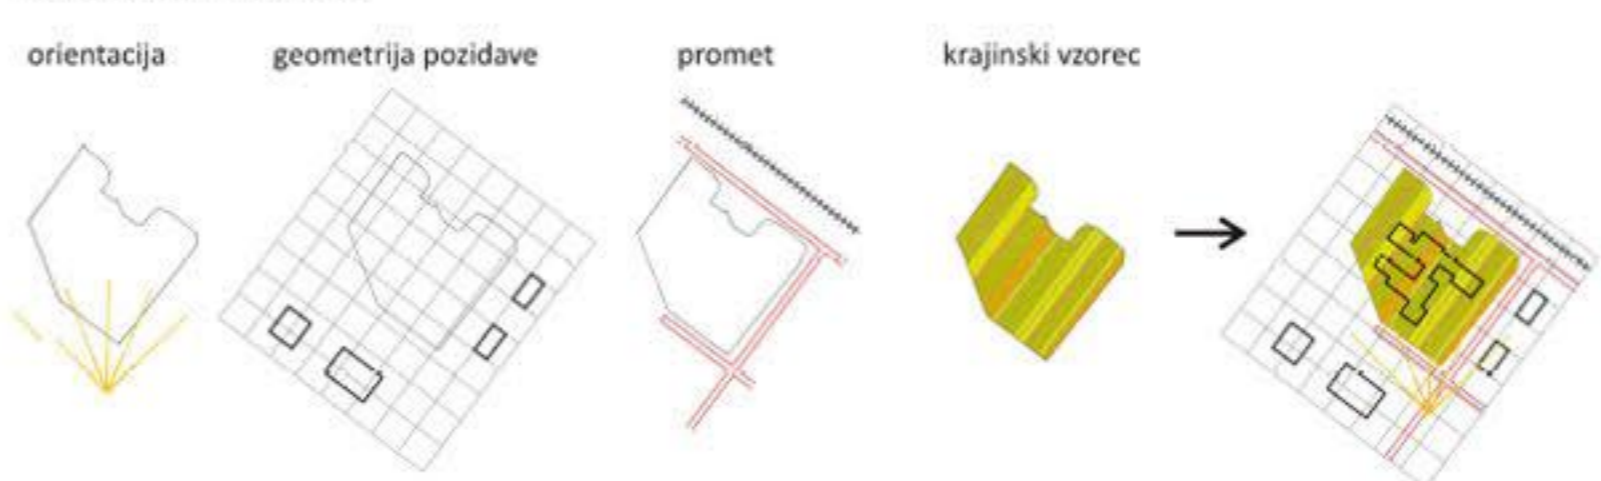 orientacija
geometrija pozidave
promet
krajinski vzorec